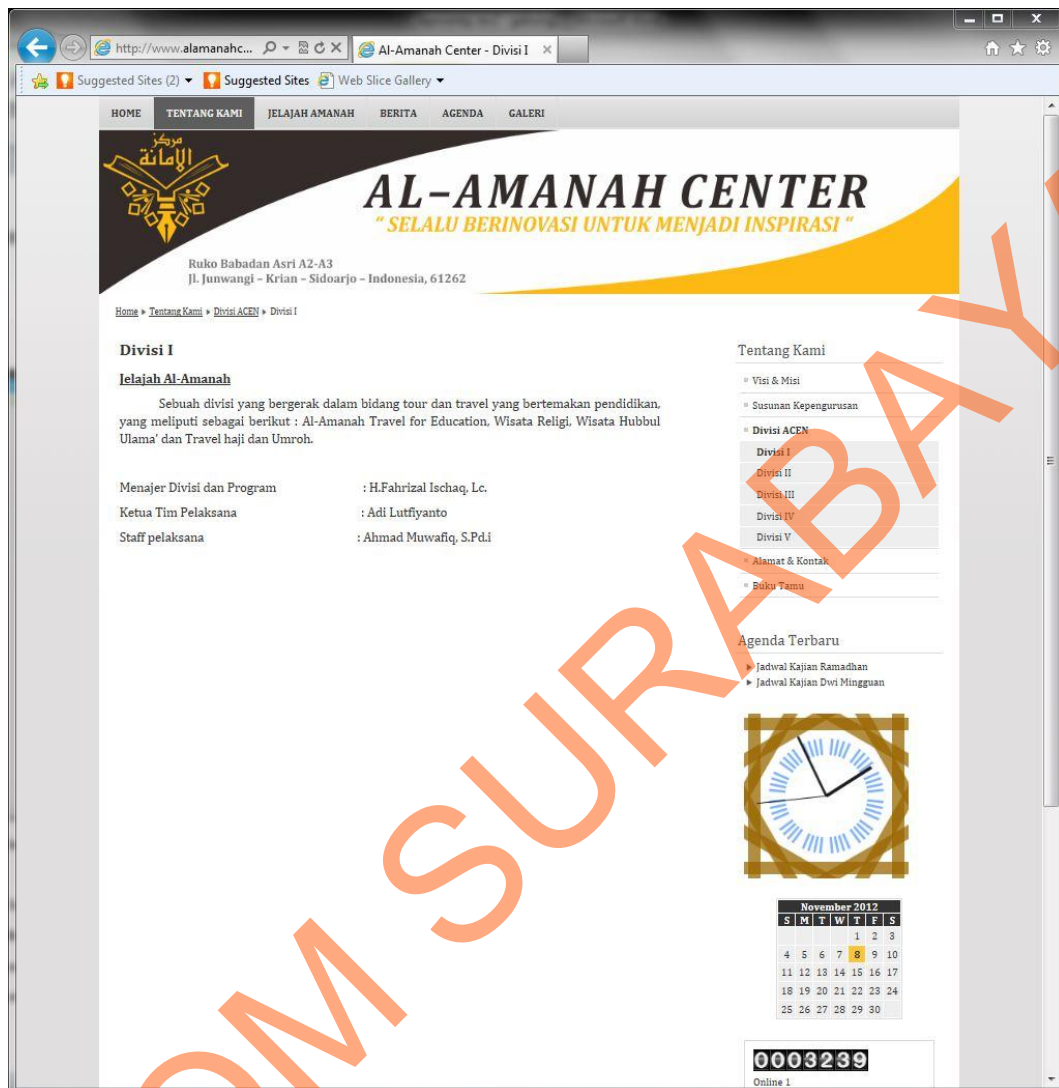 http://www.alamanahc...
Al-Amanah Center - Divisi I
Suggested Sites (2)
Suggested Sites
Web Slice Gallery
HOME TENTANG KAMI JELAJAH AMANAH BERITA AGENDA GALERI
مركز
الأمانة
AL-AMANAH CENTER
" SELALU BERINOVASI UNTUK MENJADI INSPIRASI "
Ruko Babadan Asri A2-A3
Jl. Junwangi – Krian – Sidoarjo – Indonesia, 61262
Home » Tentang Kami » Divisi ACEN » Divisi I
Divisi I
Jelajah Al-Amanah
Sebuah divisi yang bergerak dalam bidang tour dan travel yang bertemakan pendidikan,
yang meliputi sebagai berikut : Al-Amanah Travel for Education, Wisata Religi, Wisata Hubbul
Ulama' dan Travel haji dan Umroh.
Menajer Divisi dan Program : H.Fahrizal Ischaq, Lc.
Ketua Tim Pelaksana : Adi Lutfiyanto
Staff pelaksana : Ahmad Muwafiq, S.Pd.i
Tentang Kami
Visi & Misi
Susunan Kepengurusan
Divisi ACEN
Divisi I
Divisi II
Divisi III
Divisi IV
Divisi V
Alamat & Kontak
Buku Tamu
Agenda Terbaru
Jadwal Kajian Ramadhan
Jadwal Kajian Dwi Mingguan
November 2012
S M T W T F S
1 2 3
4 5 6 7 8 9 10
11 12 13 14 15 16 17
18 19 20 21 22 23 24
25 26 27 28 29 30
0003239
Online 1
OM SURABAY